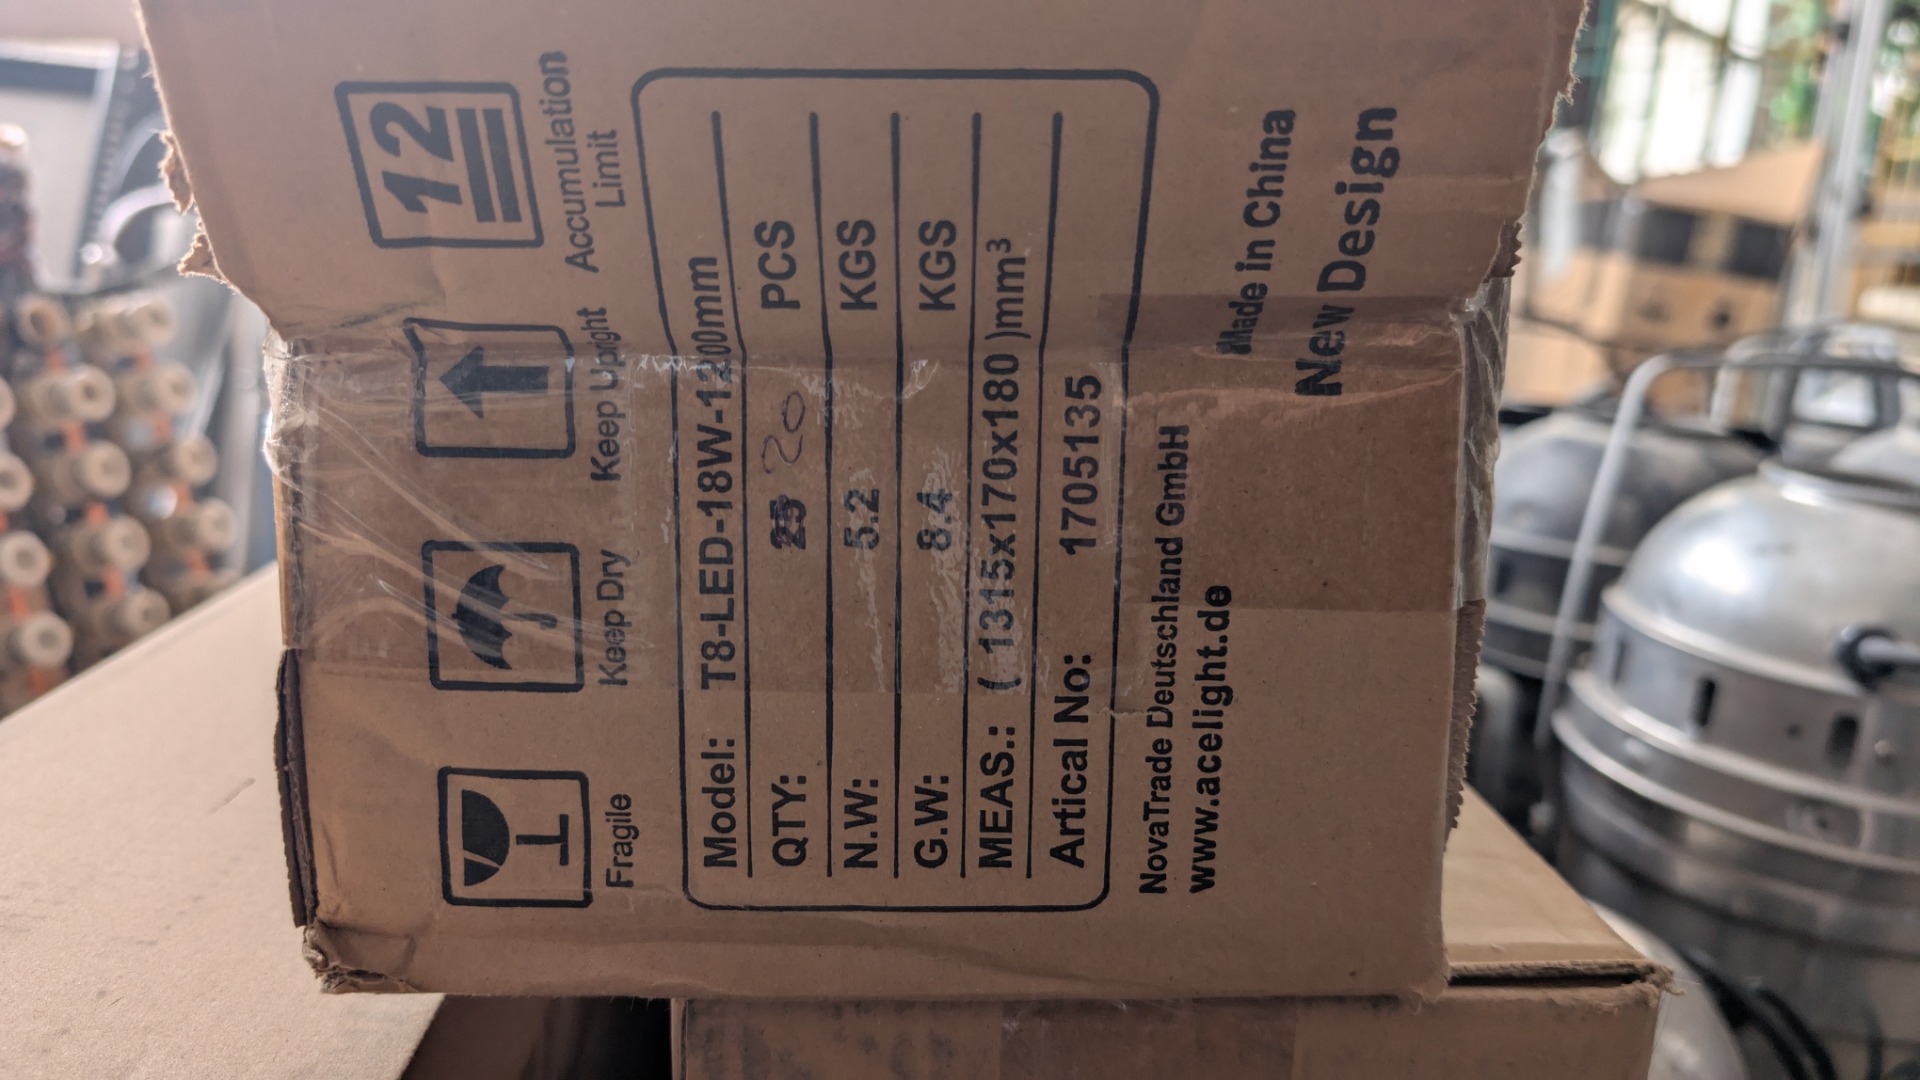 12
Fragile
Keep Dry
Keep Upright
Accumulation
Limit
Model: T8-LED-18W-1200mm
QTY: 25 20 PCS
N.W: 5.2 KGS
G.W: 8.4 KGS
MEAS.: ( 1315x170x180 )mm³
Artical No: 1705135
NovaTrade Deutschland GmbH
www.acelight.de
Made in China
New Design